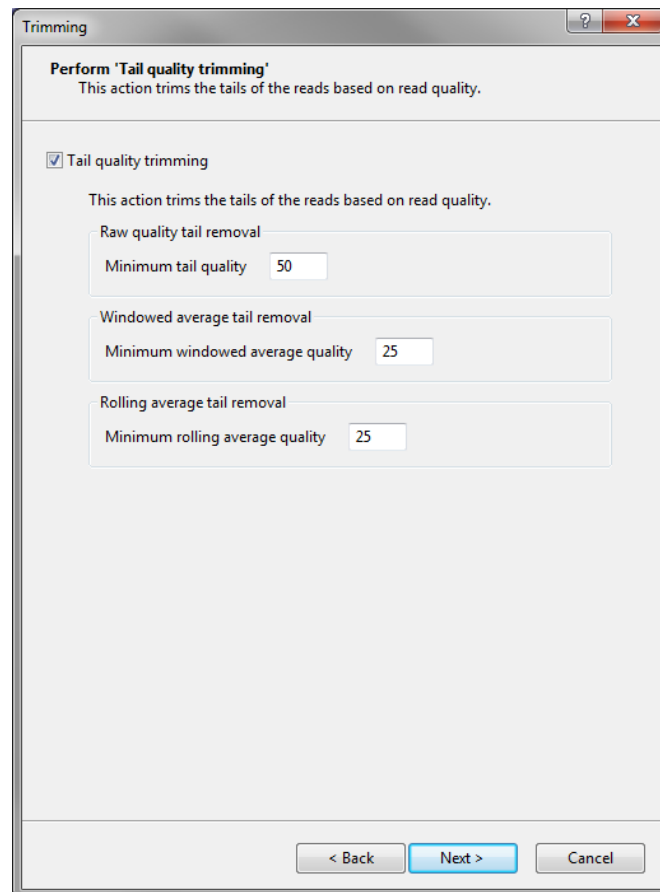 Trimming
?
X
Perform 'Tail quality trimming'
This action trims the tails of the reads based on read quality.
Tail quality trimming
This action trims the tails of the reads based on read quality.
Raw quality tail removal
Minimum tail quality 50
Windowed average tail removal
Minimum windowed average quality 25
Rolling average tail removal
Minimum rolling average quality 25
< Back Next > Cancel